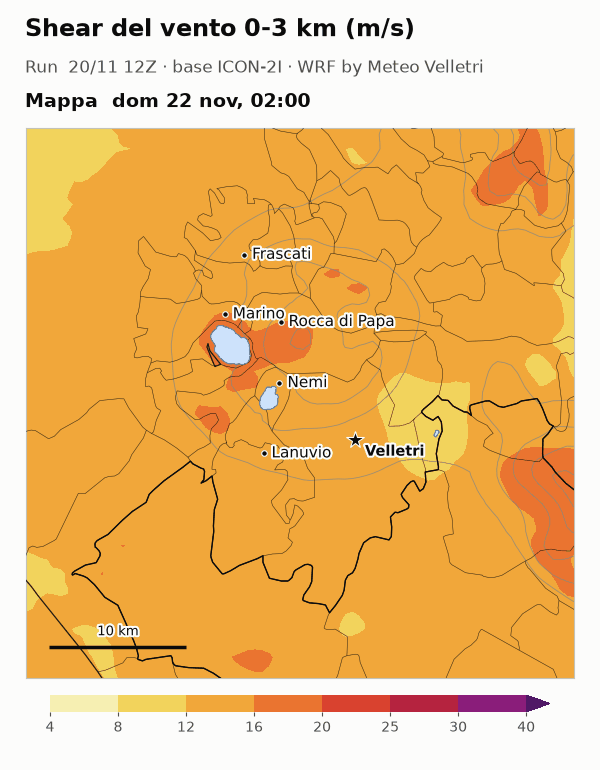 Shear del vento 0-3 km (m/s)
Run  20/11 12Z · base ICON-2I · WRF by Meteo Velletri
Mappa  dom 22 nov, 02:00
Frascati
Marino
Rocca di Papa
Nemi
Velletri
Lanuvio
10 km
4 8 12 16 20 25 30 40